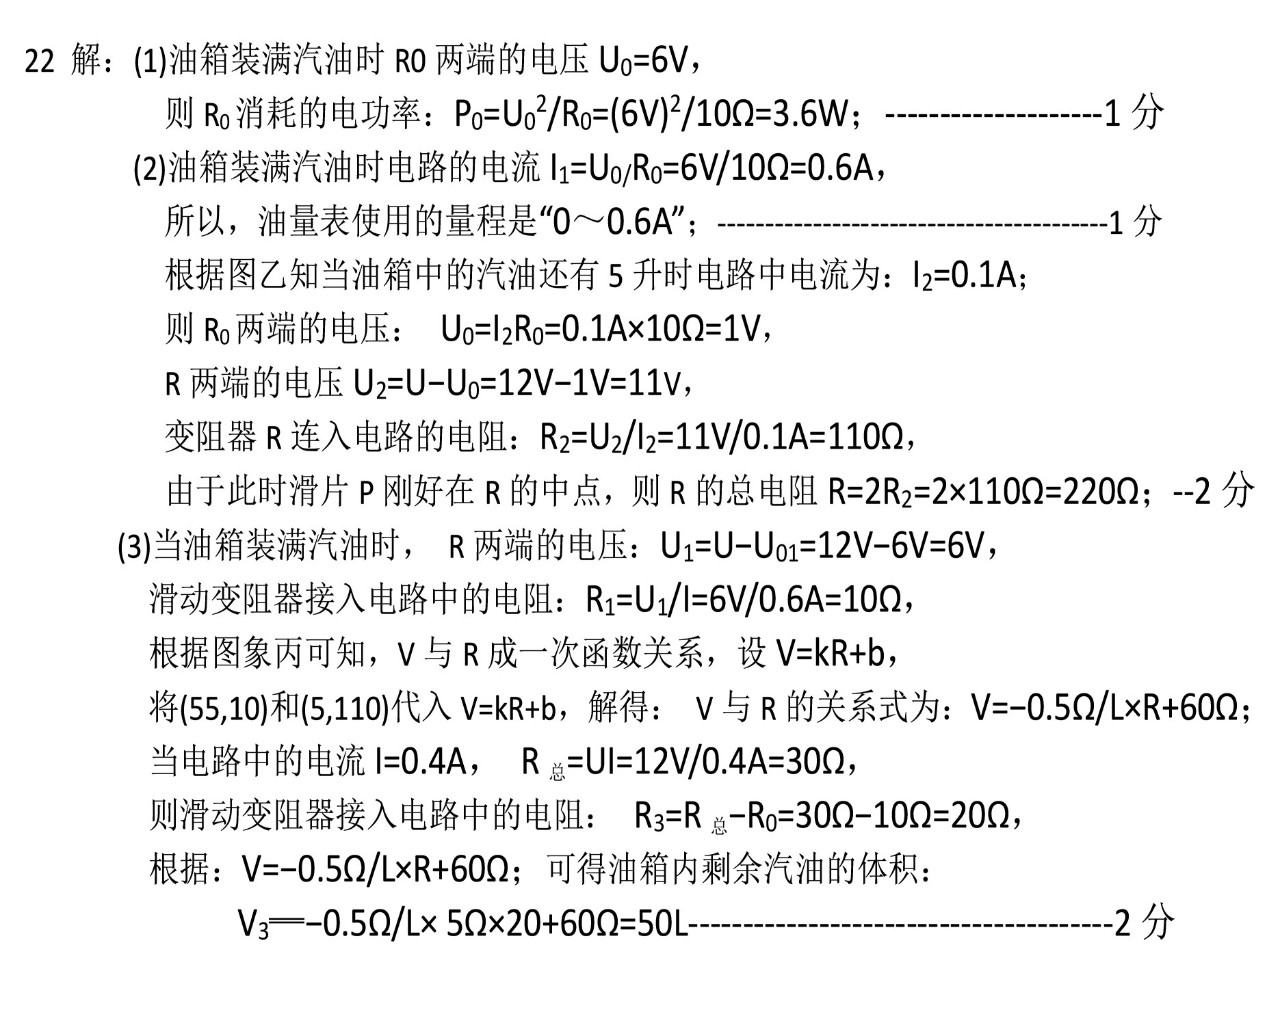 22 解：(1)油箱装满汽油时 R0 两端的电压 U₀=6V，
则 R₀消耗的电功率：P₀=U₀²/R₀=(6V)²/10Ω=3.6W；--------------------1 分
(2)油箱装满汽油时电路的电流 I₁=U₀/R₀=6V/10Ω=0.6A，
所以，油量表使用的量程是“0～0.6A”；-----------------------------------------1 分
根据图乙知当油箱中的汽油还有 5 升时电路中电流为：I₂=0.1A；
则 R₀两端的电压： U₀=I₂R₀=0.1A×10Ω=1V，
R 两端的电压 U₂=U−U₀=12V−1V=11V，
变阻器 R 连入电路的电阻：R₂=U₂/I₂=11V/0.1A=110Ω，
由于此时滑片 P 刚好在 R 的中点，则 R 的总电阻 R=2R₂=2×110Ω=220Ω；--2 分
(3)当油箱装满汽油时， R 两端的电压：U₁=U−U₀₁=12V−6V=6V，
滑动变阻器接入电路中的电阻：R₁=U₁/I=6V/0.6A=10Ω，
根据图象丙可知，V 与 R 成一次函数关系，设 V=kR+b，
将(55,10)和(5,110)代入 V=kR+b，解得： V 与 R 的关系式为：V=−0.5Ω/L×R+60Ω；
当电路中的电流 I=0.4A， R 总=UI=12V/0.4A=30Ω，
则滑动变阻器接入电路中的电阻： R₃=R 总−R₀=30Ω−10Ω=20Ω，
根据：V=−0.5Ω/L×R+60Ω；可得油箱内剩余汽油的体积：
V₃══−0.5Ω/L× 5Ω×20+60Ω=50L---------------------------------------2 分